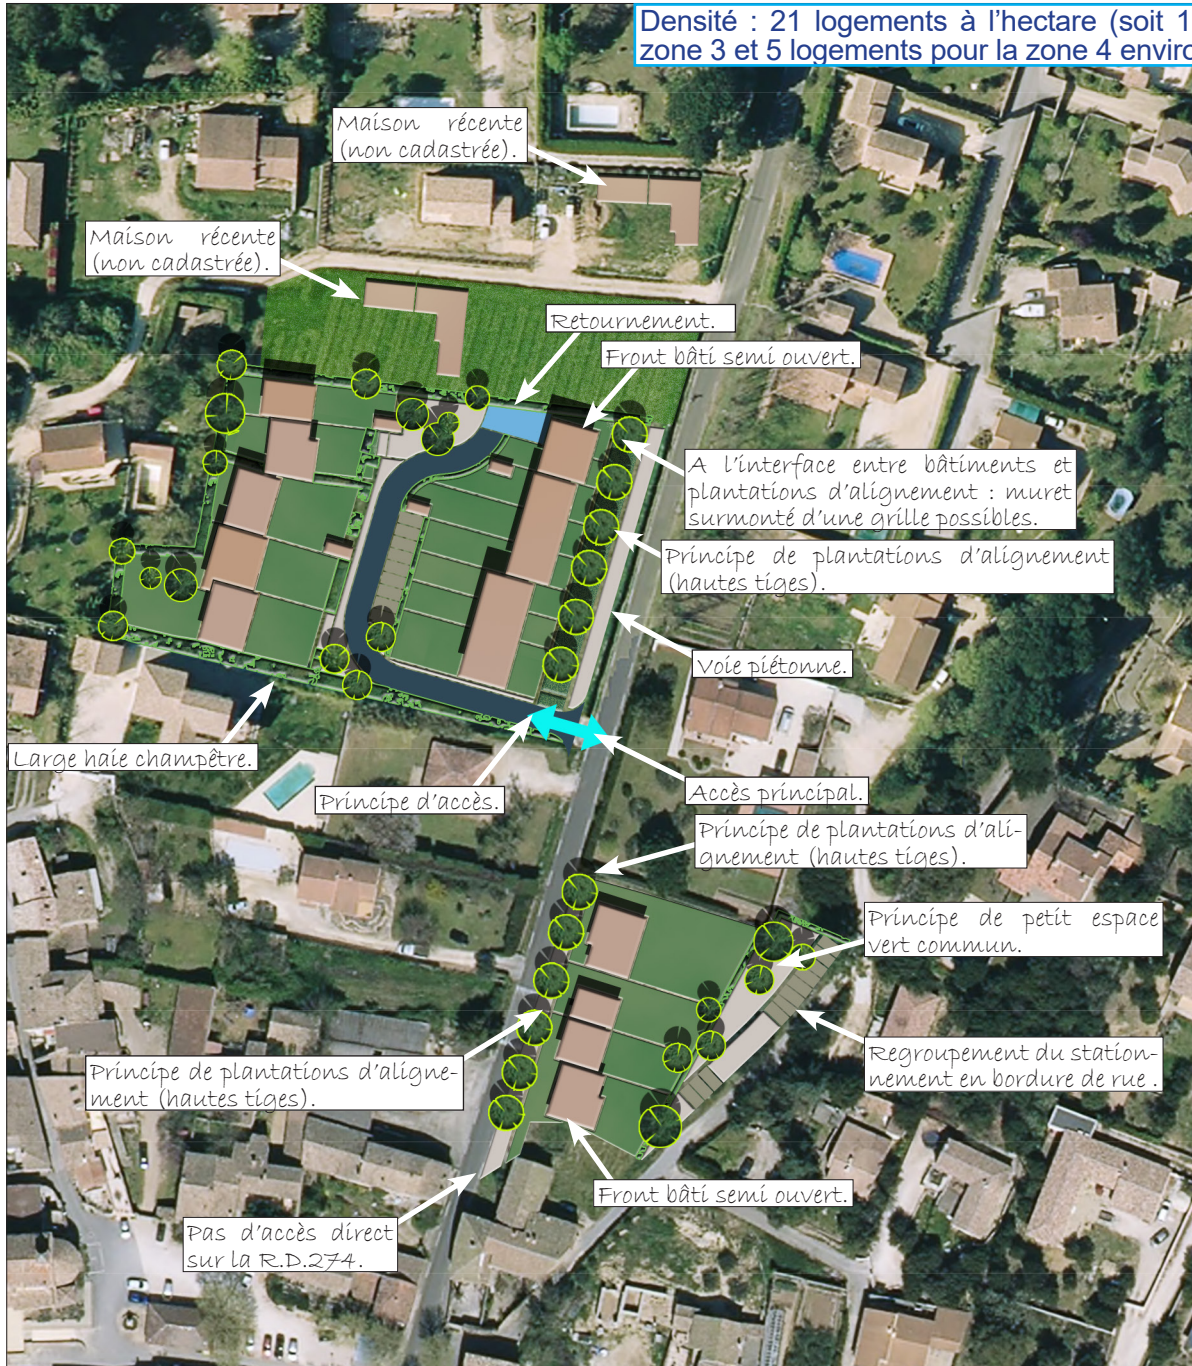 Densité : 21 logements à l'hectare (soit 1
zone 3 et 5 logements pour la zone 4 enviro
Maison récente
(non cadastrée).
Maison récente
(non cadastrée).
Retournement.
Front bâti semi ouvert.
A l'interface entre bâtiments et
plantations d'alignement : muret
surmonté d'une grille possibles.
Principe de plantations d'alignement
(hautes tiges).
Voie piétonne.
Large haie champêtre.
Principe d'accès.
Accès principal.
Principe de plantations d'ali-
gnement (hautes tiges).
Principe de petit espace
vert commun.
Regroupement du station-
nement en bordure de rue .
Principe de plantations d'aligne-
ment (hautes tiges).
Front bâti semi ouvert.
Pas d'accès direct
sur la R.D.274.